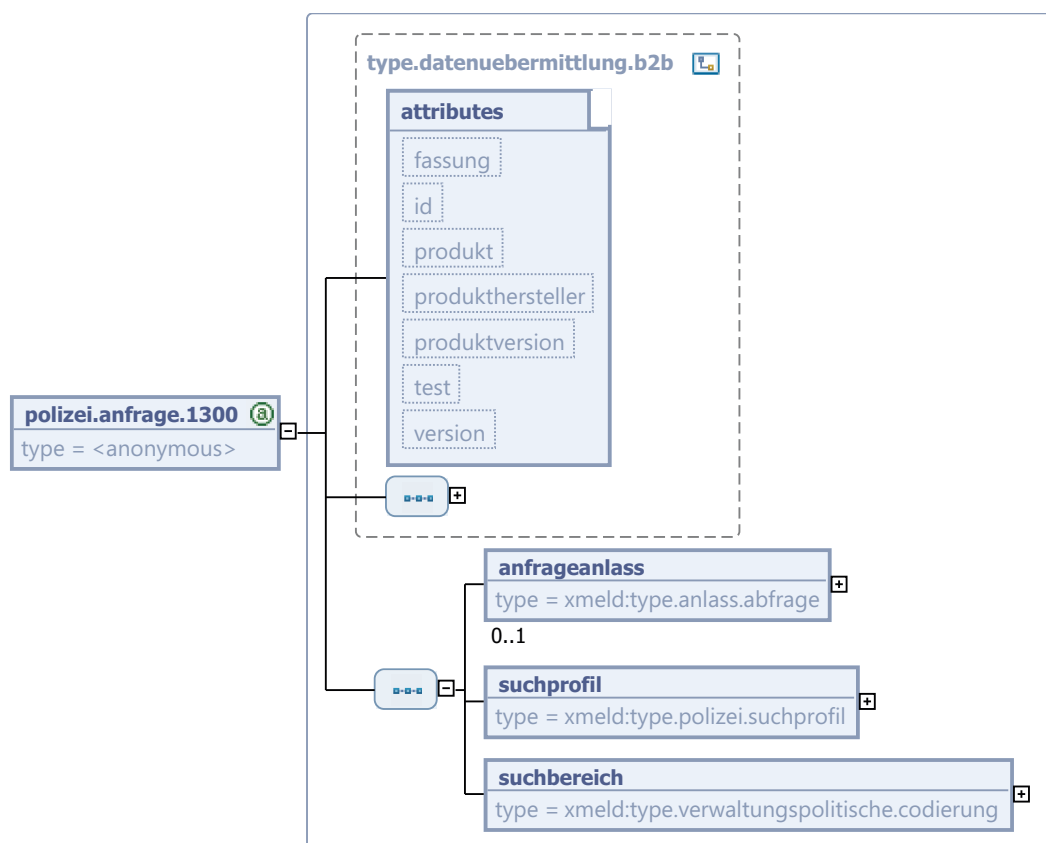 type.datenuebermittlung.b2b
attributes
fassung
id
produkt
produkthersteller
produktversion
test
version
polizei.anfrage.1300 @
type = <anonymous>
anfrageanlass
type = xmeld:type.anlass.abfrage
0..1
suchprofil
type = xmeld:type.polizei.suchprofil
suchbereich
type = xmeld:type.verwaltungspolitische.codierung